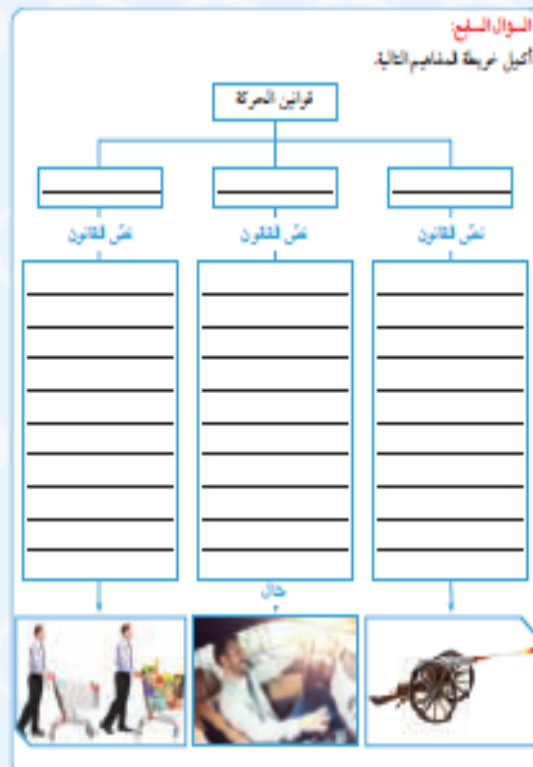 السؤال السابع:
أكمل خريطة المفاهيم التالية.
قوانين الحركة
نصّ القانون
نصّ القانون
نصّ القانون
مثال